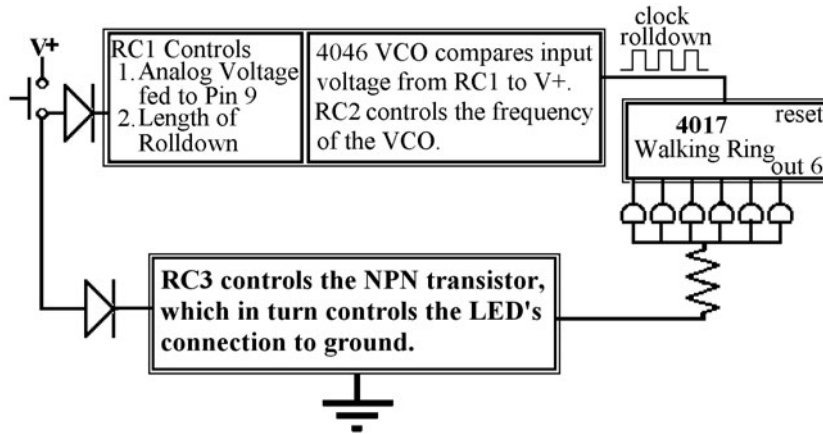 clock
rolldown
V+
RC1 Controls
1. Analog Voltage
fed to Pin 9
2. Length of
Rolldown
4046 VCO compares input
voltage from RC1 to V+.
RC2 controls the frequency
of the VCO.
4017 reset
Walking Ring
out 6
RC3 controls the NPN transistor,
which in turn controls the LED's
connection to ground.